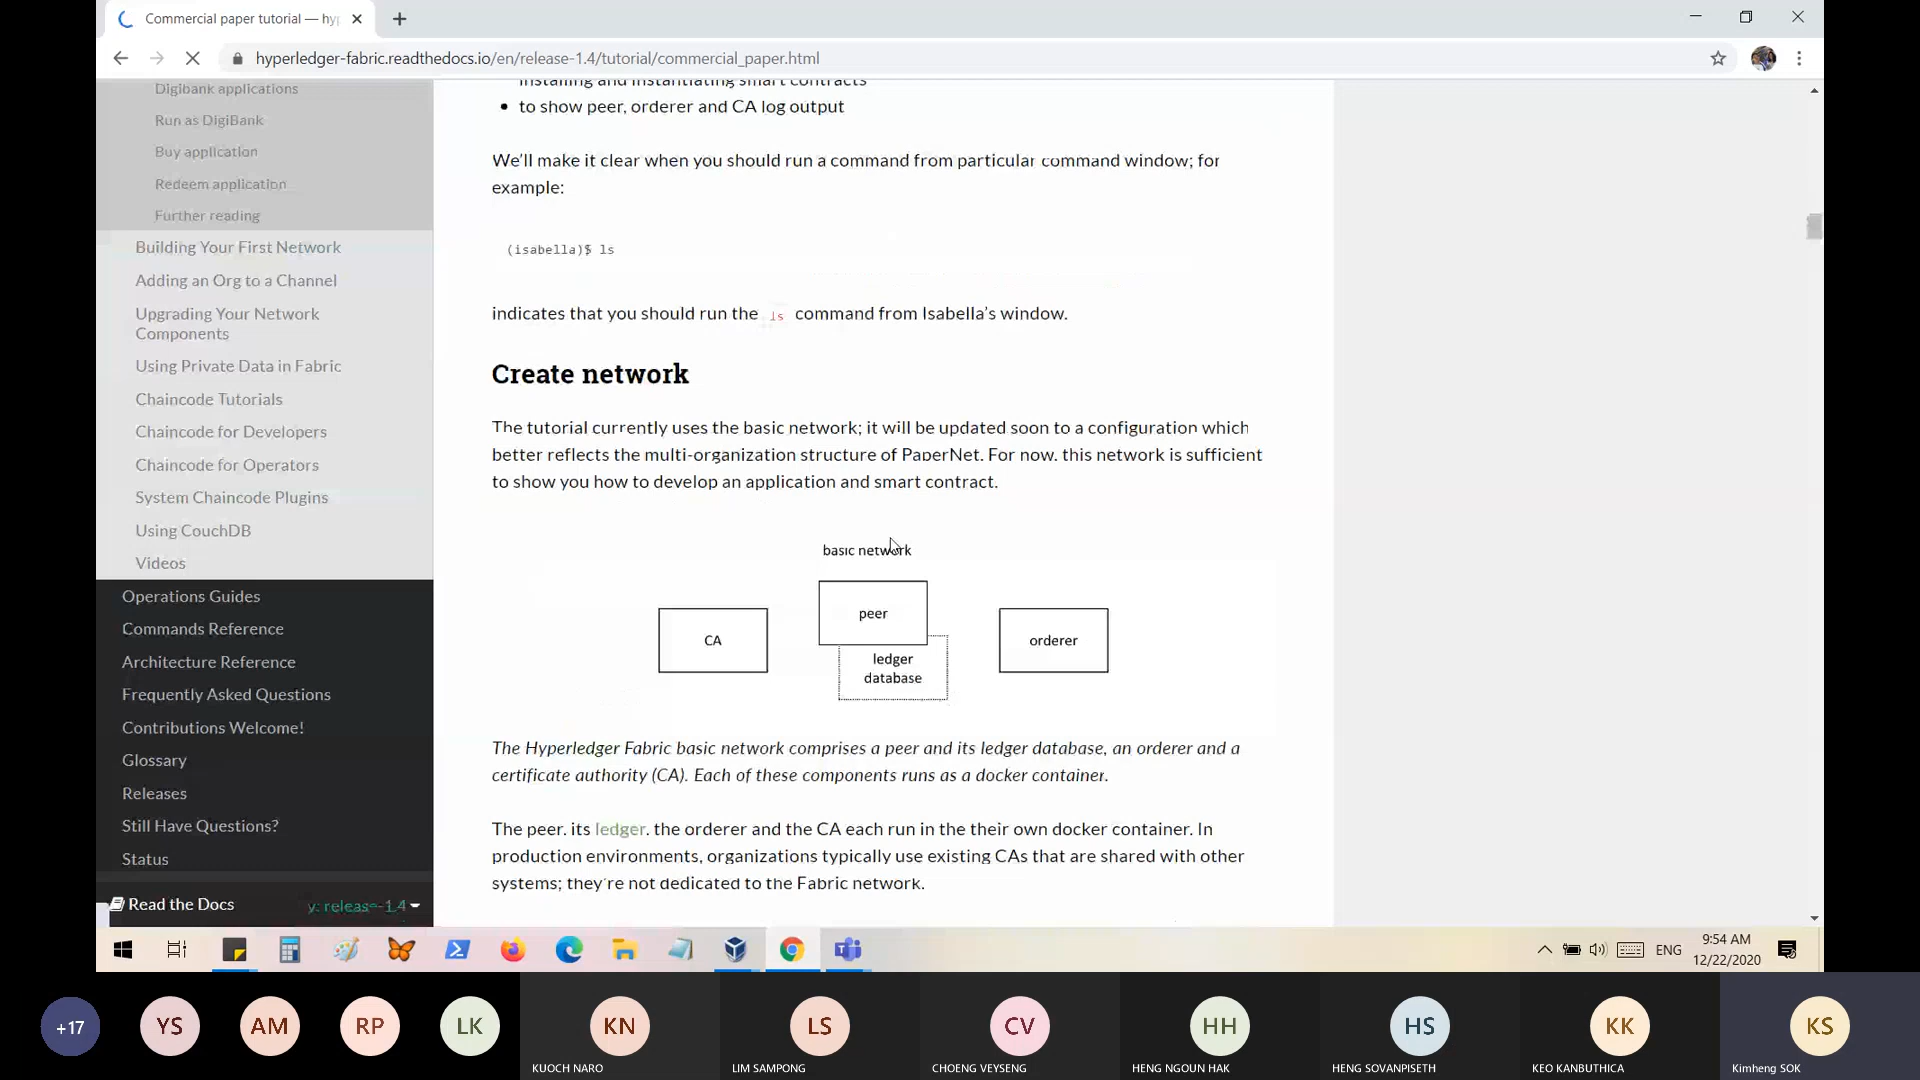 Commercial paper tutorial — hy
hyperledger-fabric.readthedocs.io/en/release-1.4/tutorial/commercial_paper.html
Digibank applications
Run as DigiBank
Buy application
Redeem application
Further reading
Building Your First Network
Adding an Org to a Channel
Upgrading Your Network
Components
Using Private Data in Fabric
Chaincode Tutorials
Chaincode for Developers
Chaincode for Operators
System Chaincode Plugins
Using CouchDB
Videos
Operations Guides
Commands Reference
Architecture Reference
Frequently Asked Questions
Contributions Welcome!
Glossary
Releases
Still Have Questions?
Status
Read the Docs
y: release-1.4
installing and instantiating smart contracts
• to show peer, orderer and CA log output
We'll make it clear when you should run a command from particular command window; for
example:
(isabella)$ ls
indicates that you should run the ls command from Isabella's window.
Create network
The tutorial currently uses the basic network; it will be updated soon to a configuration which
better reflects the multi-organization structure of PaperNet. For now, this network is sufficient
to show you how to develop an application and smart contract.
basic network
peer
CA
orderer
ledger
database
The Hyperledger Fabric basic network comprises a peer and its ledger database, an orderer and a
certificate authority (CA). Each of these components runs as a docker container.
The peer, its ledger, the orderer and the CA each run in the their own docker container. In
production environments, organizations typically use existing CAs that are shared with other
systems; they're not dedicated to the Fabric network.
ENG
9:54 AM
12/22/2020
+17
YS
AM
RP
LK
KN
LS
CV
HH
HS
KK
KS
KUOCH NARO
LIM SAMPONG
CHOENG VEYSENG
HENG NGOUN HAK
HENG SOVANPISETH
KEO KANBUTHICA
Kimheng SOK